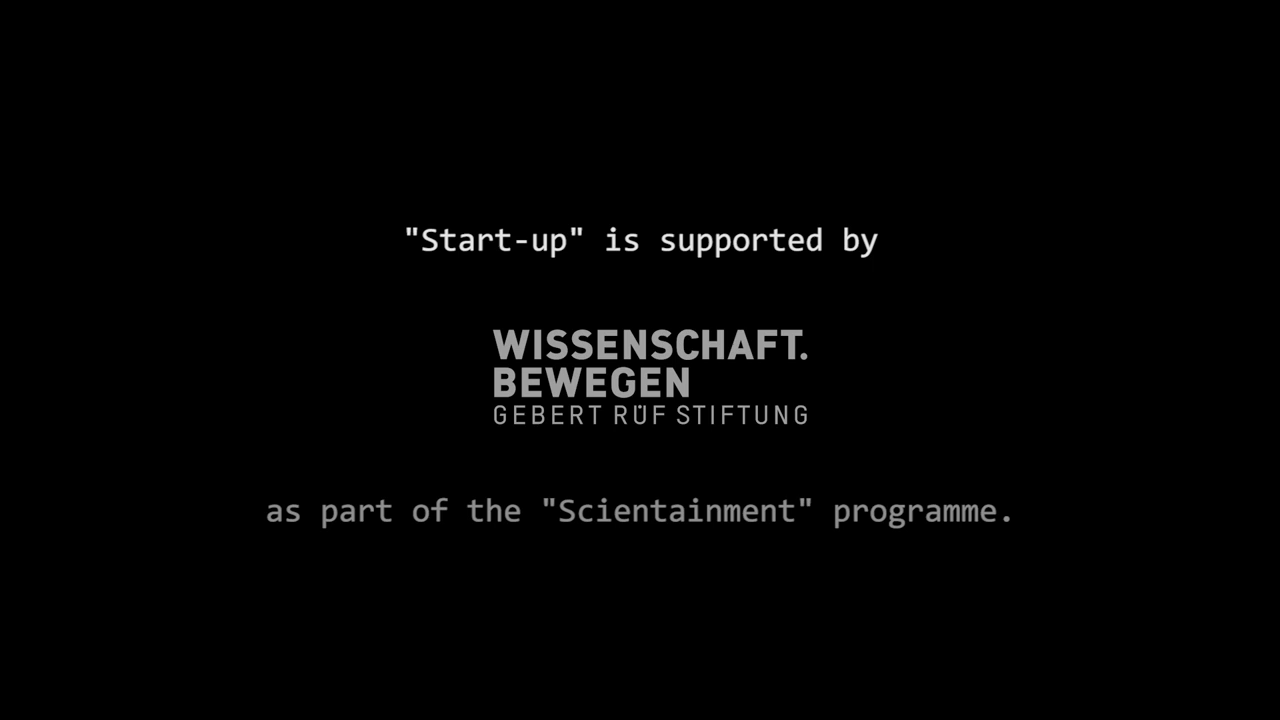 "Start-up" is supported by
WISSENSCHAFT.
BEWEGEN
GEBERT RÜF STIFTUNG
as part of the "Scientainment" programme.